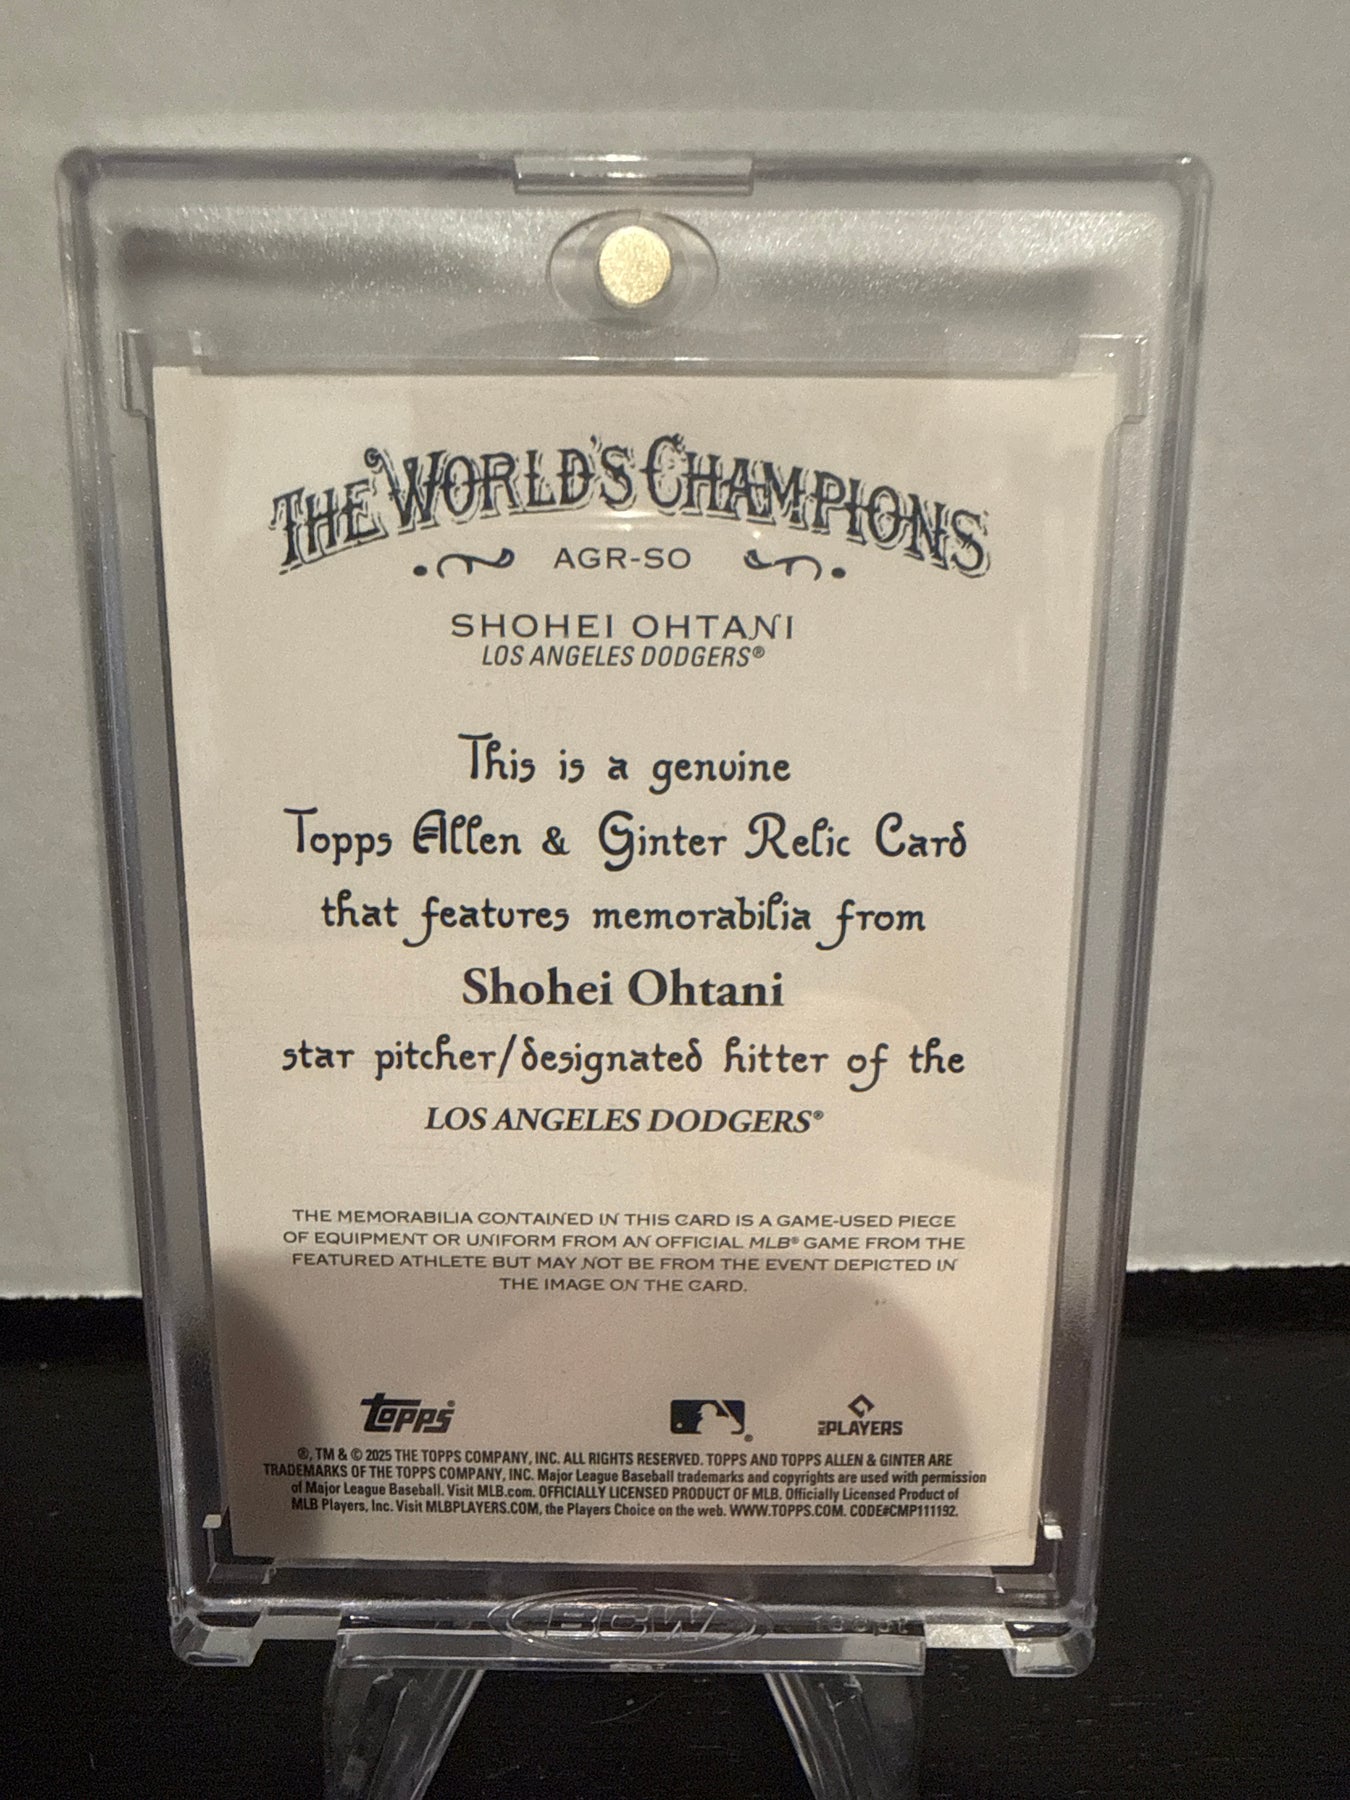 THE WORLD'S CHAMPIONS
AGR-SO
SHOHEI OHTANI
LOS ANGELES DODGERS®
This is a genuine
Topps Allen & Ginter Relic Card
that features memorabilia from
Shohei Ohtani
star pitcher/designated hitter of the
LOS ANGELES DODGERS®
THE MEMORABILIA CONTAINED IN THIS CARD IS A GAME-USED PIECE
OF EQUIPMENT OR UNIFORM FROM AN OFFICIAL MLB® GAME FROM THE
FEATURED ATHLETE BUT MAY NOT BE FROM THE EVENT DEPICTED IN
THE IMAGE ON THE CARD.
Topps®
MLB PLAYERS
®, TM & © 2025 THE TOPPS COMPANY, INC. ALL RIGHTS RESERVED. TOPPS AND TOPPS ALLEN & GINTER ARE
TRADEMARKS OF THE TOPPS COMPANY, INC. Major League Baseball trademarks and copyrights are used with permission
of Major League Baseball. Visit MLB.com. OFFICIALLY LICENSED PRODUCT OF MLB. Officially Licensed Product of
MLB Players, Inc. Visit MLBPLAYERS.COM, the Players Choice on the web. WWW.TOPPS.COM. CODE#CMP111192.
BCW